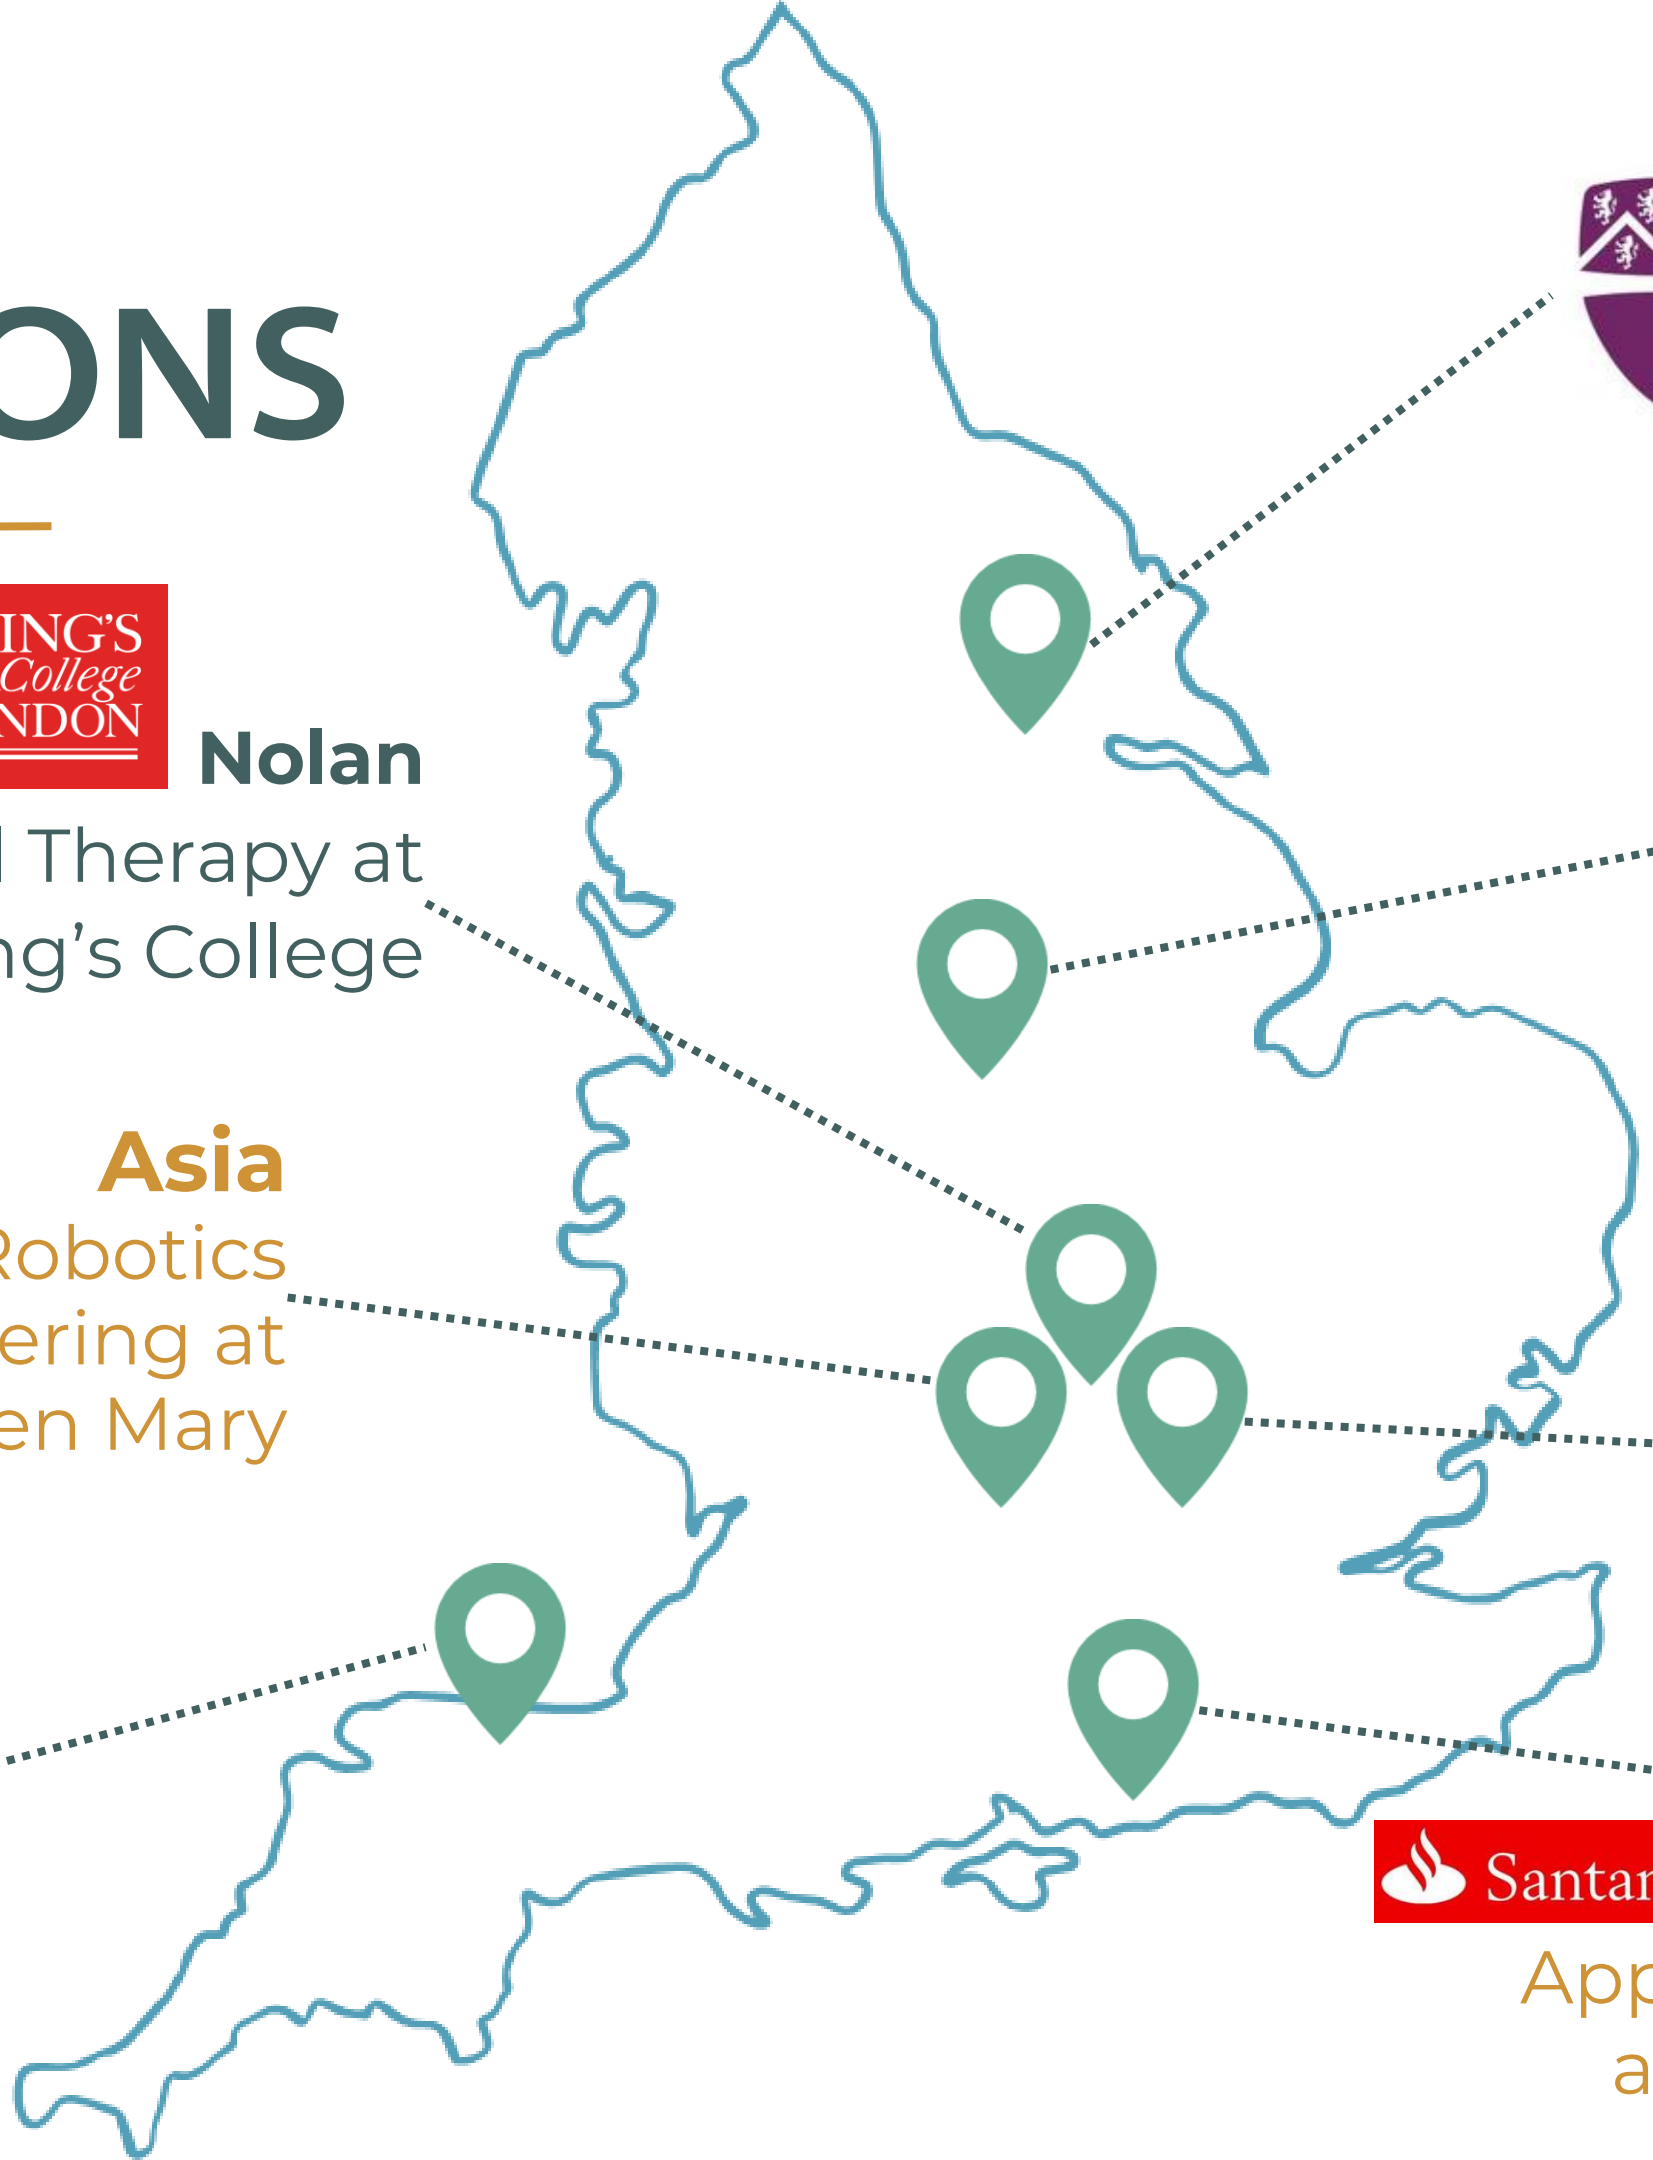 ONS
ING'S
College
NDON
Nolan
l Therapy at
ng's College
Asia
Robotics
ering at
en Mary
Santan
App
a